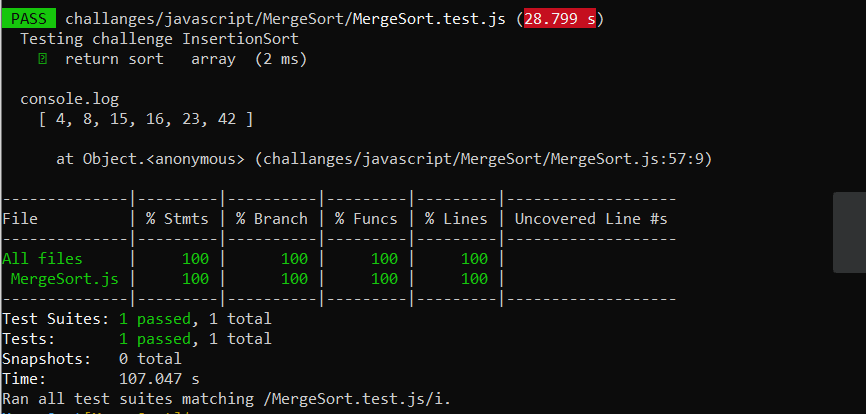 PASS challanges/javascript/MergeSort/MergeSort.test.js (28.799 s)
Testing challenge InsertionSort
return sort array (2 ms)
console.log
[ 4, 8, 15, 16, 23, 42 ]
at Object.<anonymous> (challanges/javascript/MergeSort/MergeSort.js:57:9)
--------------|---------|----------|---------|---------|-------------------
File | % Stmts | % Branch | % Funcs | % Lines | Uncovered Line #s
--------------|---------|----------|---------|---------|-------------------
All files | 100 | 100 | 100 | 100 |
MergeSort.js | 100 | 100 | 100 | 100 |
--------------|---------|----------|---------|---------|-------------------
Test Suites: 1 passed, 1 total
Tests: 1 passed, 1 total
Snapshots: 0 total
Time: 107.047 s
Ran all test suites matching /MergeSort.test.js/i.